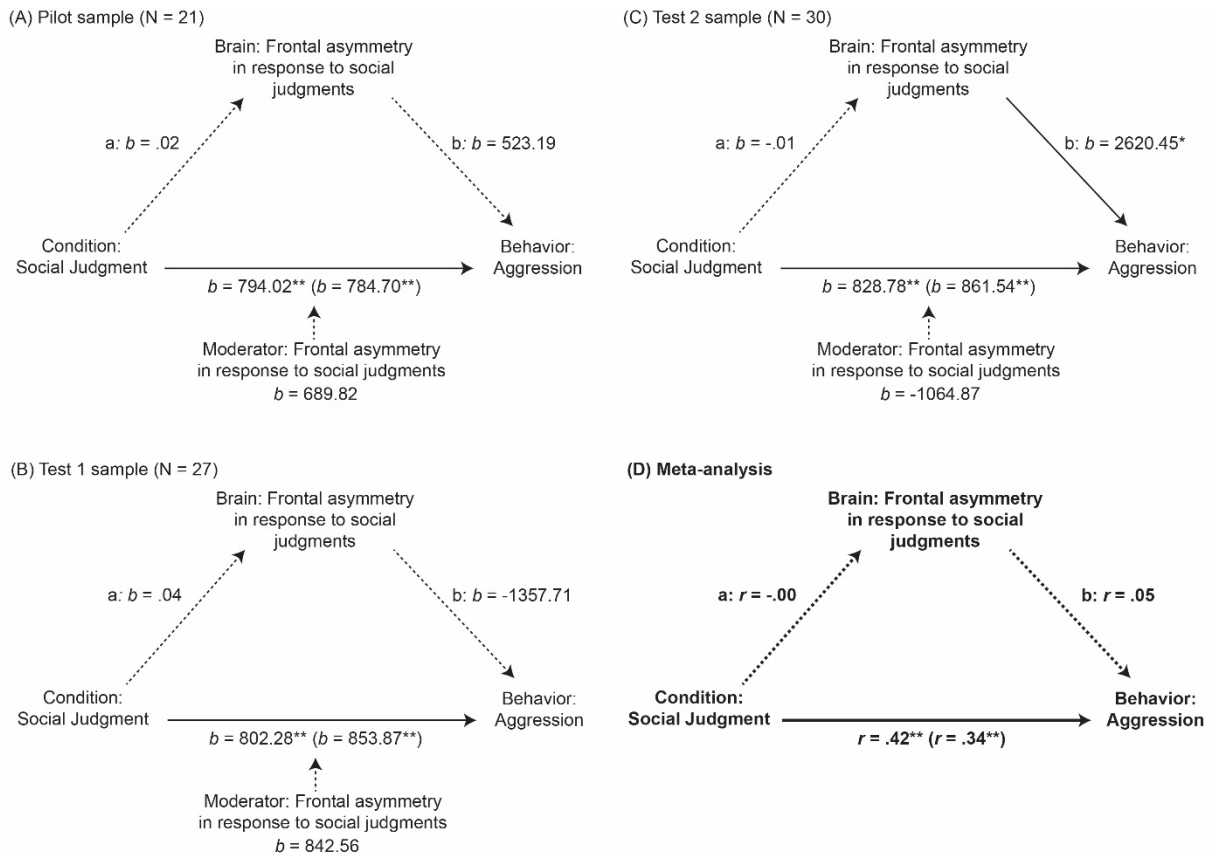 (A) Pilot sample (N = 21)
Brain: Frontal asymmetry
in response to social
judgments
a: b = .02
b: b = 523.19
Condition:
Social Judgment
Behavior:
Aggression
b = 794.02** (b = 784.70**)
Moderator: Frontal asymmetry
in response to social judgments
b = 689.82
(B) Test 1 sample (N = 27)
Brain: Frontal asymmetry
in response to social
judgments
a: b = .04
b: b = -1357.71
Condition:
Social Judgment
Behavior:
Aggression
b = 802.28** (b = 853.87**)
Moderator: Frontal asymmetry
in response to social judgments
b = 842.56
(C) Test 2 sample (N = 30)
Brain: Frontal asymmetry
in response to social
judgments
a: b = -.01
b: b = 2620.45*
Condition:
Social Judgment
Behavior:
Aggression
b = 828.78** (b = 861.54**)
Moderator: Frontal asymmetry
in response to social judgments
b = -1064.87
(D) Meta-analysis
Brain: Frontal asymmetry
in response to social
judgments
a: r = -.00
b: r = .05
Condition:
Social Judgment
Behavior:
Aggression
r = .42** (r = .34**)